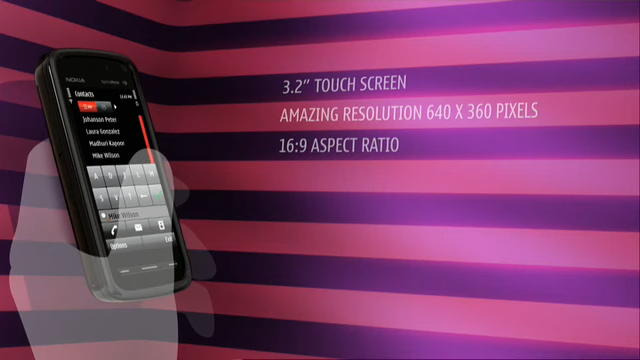 NOKIA
Contacts
Johanson Peter
Laura Gonzalez
Madhuri Kapoor
Mike Wilson
Mike Wilson
Options
Exit
3.2" TOUCH SCREEN
AMAZING RESOLUTION 640 X 360 PIXELS
16:9 ASPECT RATIO